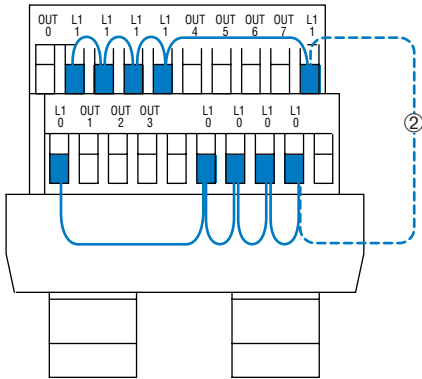 OUT L1 L1 L1 L1 OUT OUT OUT OUT L1
0 1 1 1 1 4 5 6 7 1
L1 OUT OUT OUT L1 L1 L1 L1
0 1 2 3 0 0 0 0
②